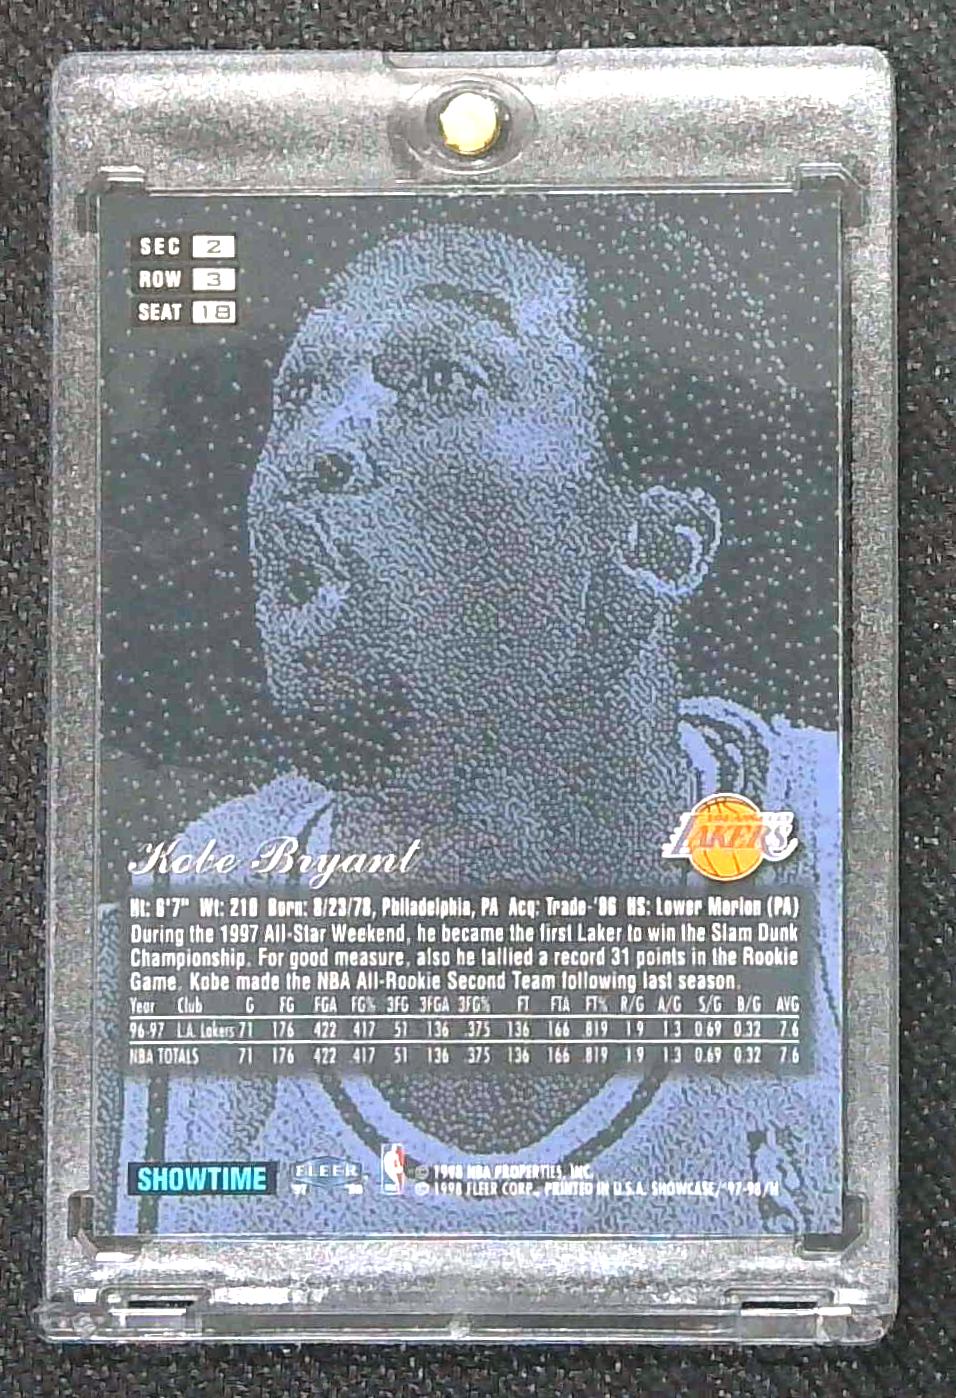 SEC 2
ROW 3
SEAT 18
Kobe Bryant
LAKERS
Ht: 6'7" Wt: 210 Born: 8/23/78, Philadelphia, PA Acq: Trade-'96 HS: Lower Merion (PA)
During the 1997 All-Star Weekend, he became the first Laker to win the Slam Dunk
Championship. For good measure, also he tallied a record 31 points in the Rookie
Game. Kobe made the NBA All-Rookie Second Team following last season.
Year Club G FG FGA FG% 3FG 3FGA 3FG% FT FTA FT% R/G A/G S/G B/G AVG
96-97 L.A. Lakers 71 176 422 .417 51 136 .375 136 166 .819 1.9 1.3 0.69 0.32 7.6
NBA TOTALS 71 176 422 .417 51 136 .375 136 166 .819 1.9 1.3 0.69 0.32 7.6
SHOWTIME
FLEER
97 98
© 1998 NBA PROPERTIES, INC.
© 1998 FLEER CORP., PRINTED IN U.S.A. SHOWCASE/'97-98/H